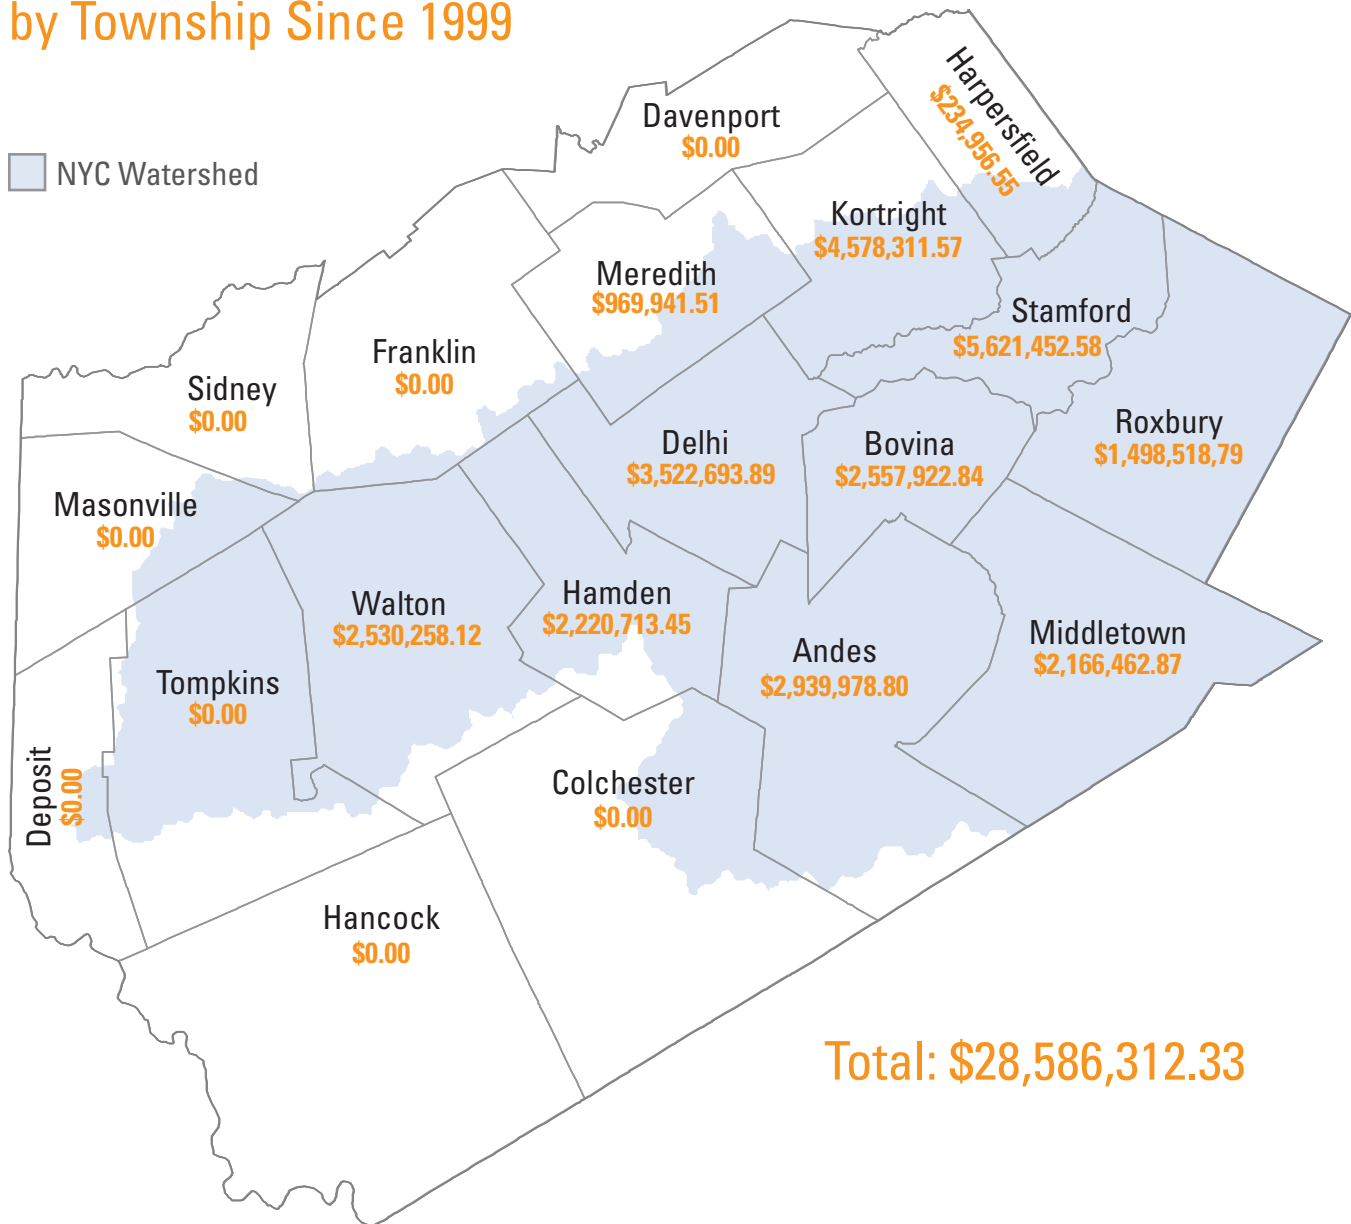 by Township Since 1999
NYC Watershed
Harpersfield
$234,956.55
Davenport
$0.00
Kortright
$4,578,311.57
Meredith
$969,941.51
Stamford
$5,621,452.58
Franklin
$0.00
Sidney
$0.00
Roxbury
$1,498,518,79
Delhi
$3,522,693.89
Bovina
$2,557,922.84
Masonville
$0.00
Walton
$2,530,258.12
Hamden
$2,220,713.45
Middletown
$2,166,462.87
Andes
$2,939,978.80
Tompkins
$0.00
Deposit
$0.00
Colchester
$0.00
Hancock
$0.00
Total: $28,586,312.33